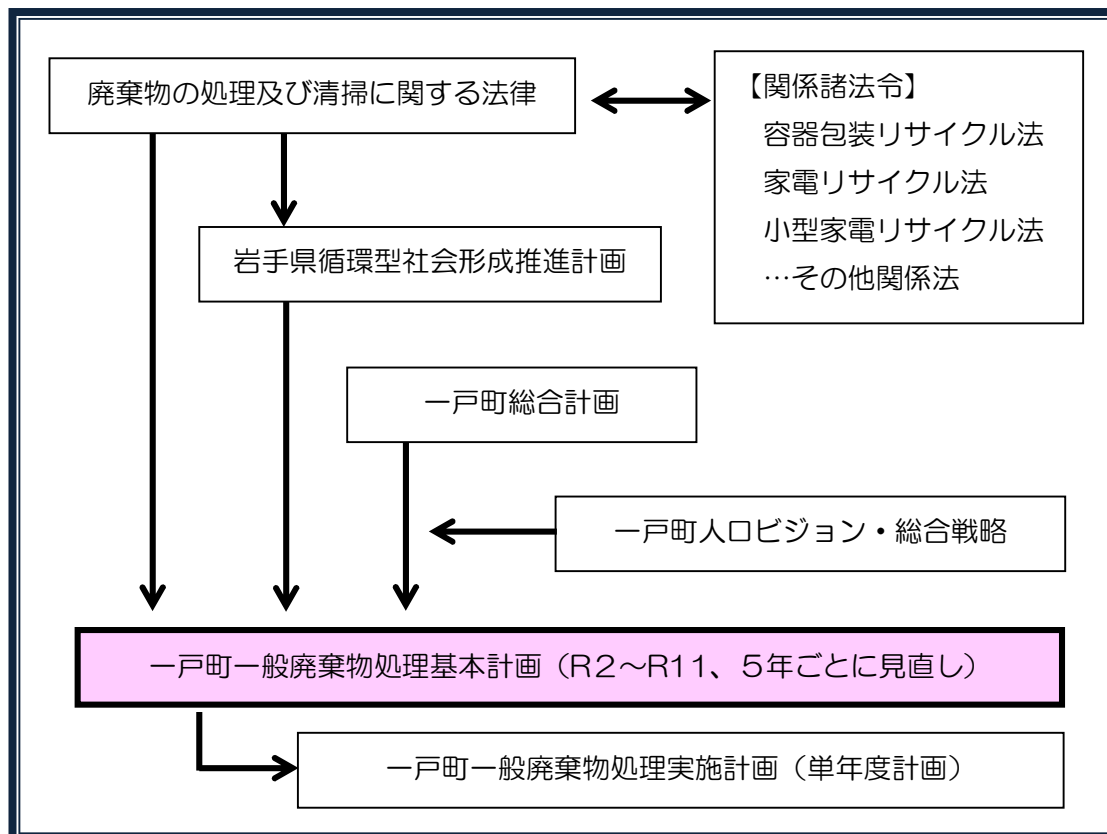 廃棄物の処理及び清掃に関する法律
【関係諸法令】
容器包装リサイクル法
家電リサイクル法
小型家電リサイクル法
…その他関係法
岩手県循環型社会形成推進計画
一戸町総合計画
一戸町人口ビジョン・総合戦略
一戸町一般廃棄物処理基本計画（R２～R11、５年ごとに見直し）
一戸町一般廃棄物処理実施計画（単年度計画）